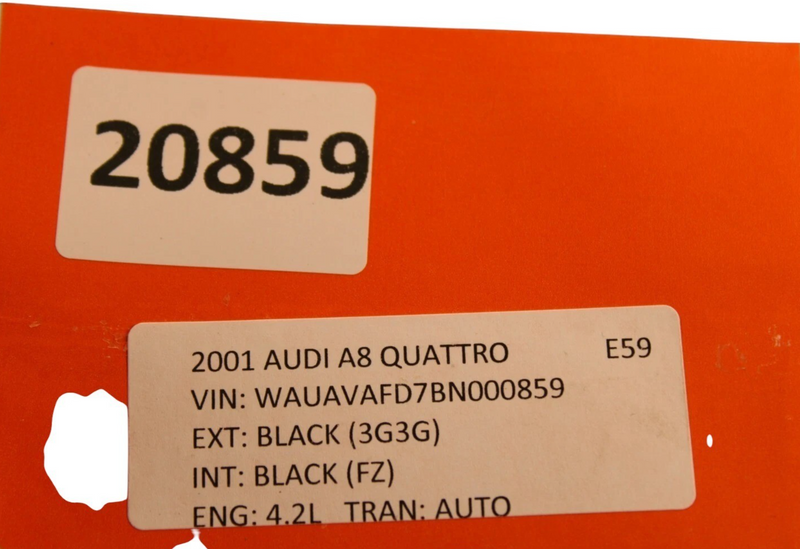 20859
2001 AUDI A8 QUATTRO E59
VIN: WAUAVAFD7BN000859
EXT: BLACK (3G3G)
INT: BLACK (FZ)
ENG: 4.2L TRAN: AUTO